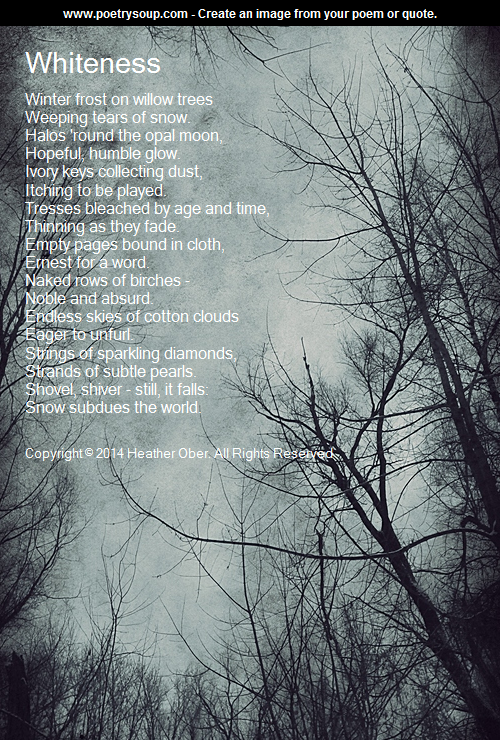 www.poetrysoup.com - Create an image from your poem or quote.
Whiteness
Winter frost on willow trees
Weeping tears of snow.
Halos 'round the opal moon,
Hopeful, humble glow.
Ivory keys collecting dust,
Itching to be played.
Tresses bleached by age and time,
Thinning as they fade.
Empty pages bound in cloth,
Ernest for a word.
Naked rows of birches -
Noble and absurd.
Endless skies of cotton clouds
Eager to unfurl.
Strings of sparkling diamonds,
Strands of subtle pearls.
Shovel, shiver - still, it falls:
Snow subdues the world.
Copyright © 2014 Heather Ober. All Rights Reserved.